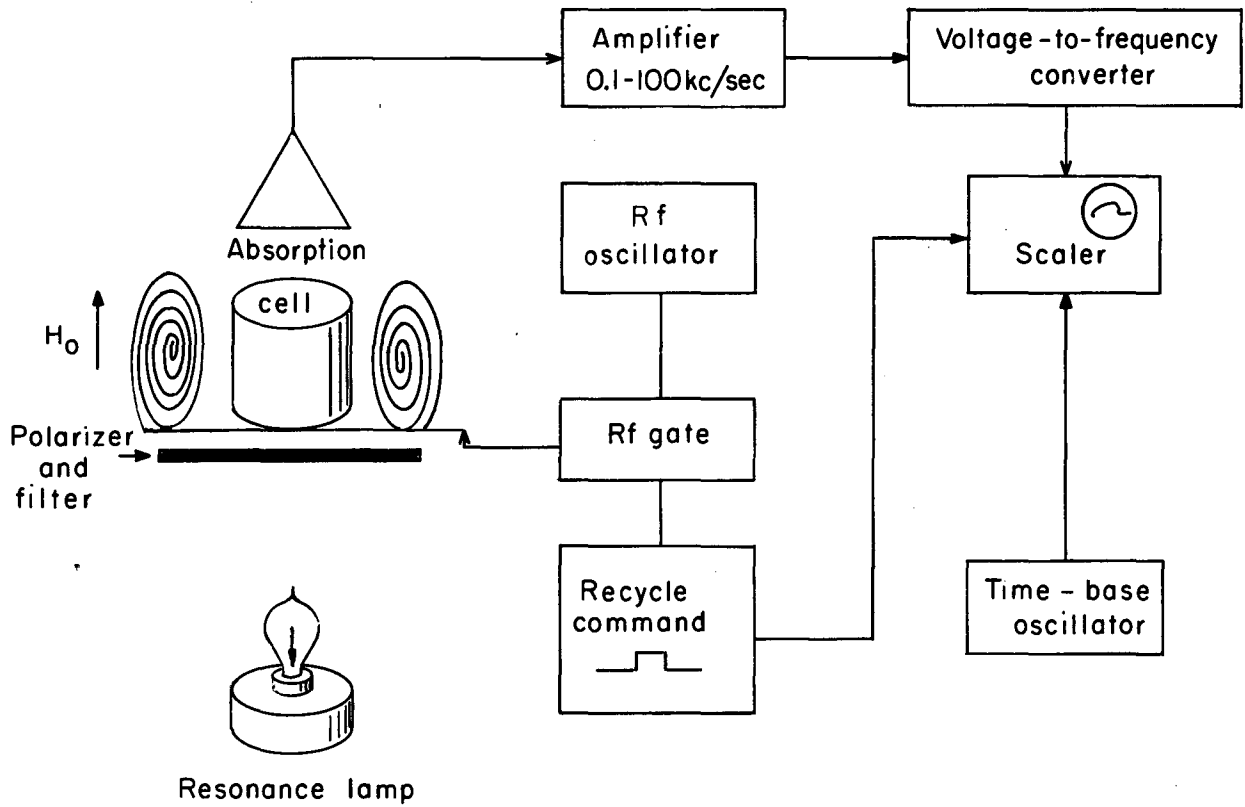 Amplifier
0.1-100kc/sec
Voltage-to-frequency
converter
Rf
oscillator
Scaler
Absorption
cell
H₀
Polarizer
and
filter
Rf gate
Recycle
command
Time - base
oscillator
Resonance lamp